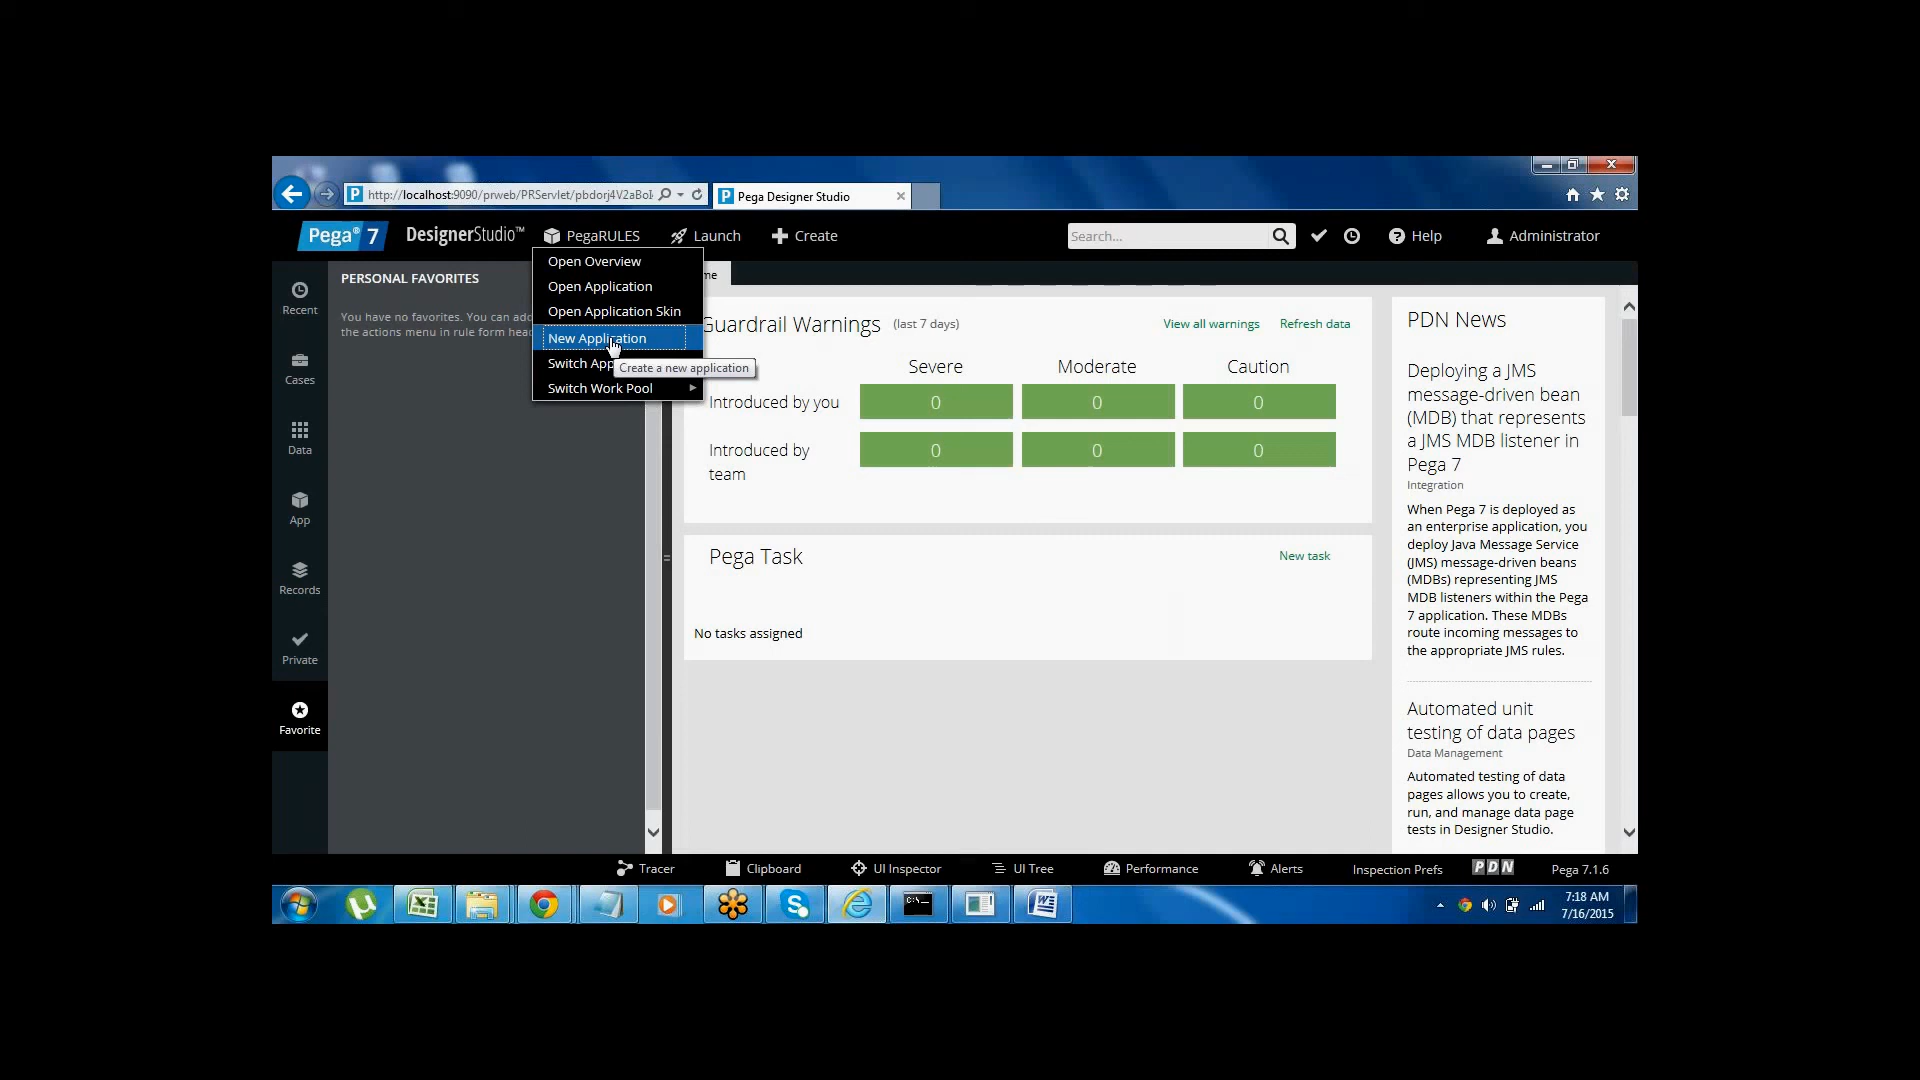 http://localhost:9090/prweb/PRServlet/pbdorj4V2aBol
Pega Designer Studio
Pega® 7
DesignerStudio™
PegaRULES
Launch
Create
Search...
Help
Administrator
Open Overview
Open Application
Open Application Skin
New Application
Switch App
Create a new application
Switch Work Pool
Recent
Cases
Data
App
Records
Private
Favorite
PERSONAL FAVORITES
You have no favorites. You can add
the actions menu in rule form head
me
Guardrail Warnings
(last 7 days)
View all warnings
Refresh data
Severe
Moderate
Caution
Introduced by you
0
0
0
Introduced by
team
0
0
0
Pega Task
New task
No tasks assigned
PDN News
Deploying a JMS
message-driven bean
(MDB) that represents
a JMS MDB listener in
Pega 7
Integration
When Pega 7 is deployed as
an enterprise application, you
deploy Java Message Service
(JMS) message-driven beans
(MDBs) representing JMS
MDB listeners within the Pega
7 application. These MDBs
route incoming messages to
the appropriate JMS rules.
Automated unit
testing of data pages
Data Management
Automated testing of data
pages allows you to create,
run, and manage data page
tests in Designer Studio.
Tracer
Clipboard
UI Inspector
UI Tree
Performance
Alerts
Inspection Prefs
PDN
Pega 7.1.6
7:18 AM
7/16/2015